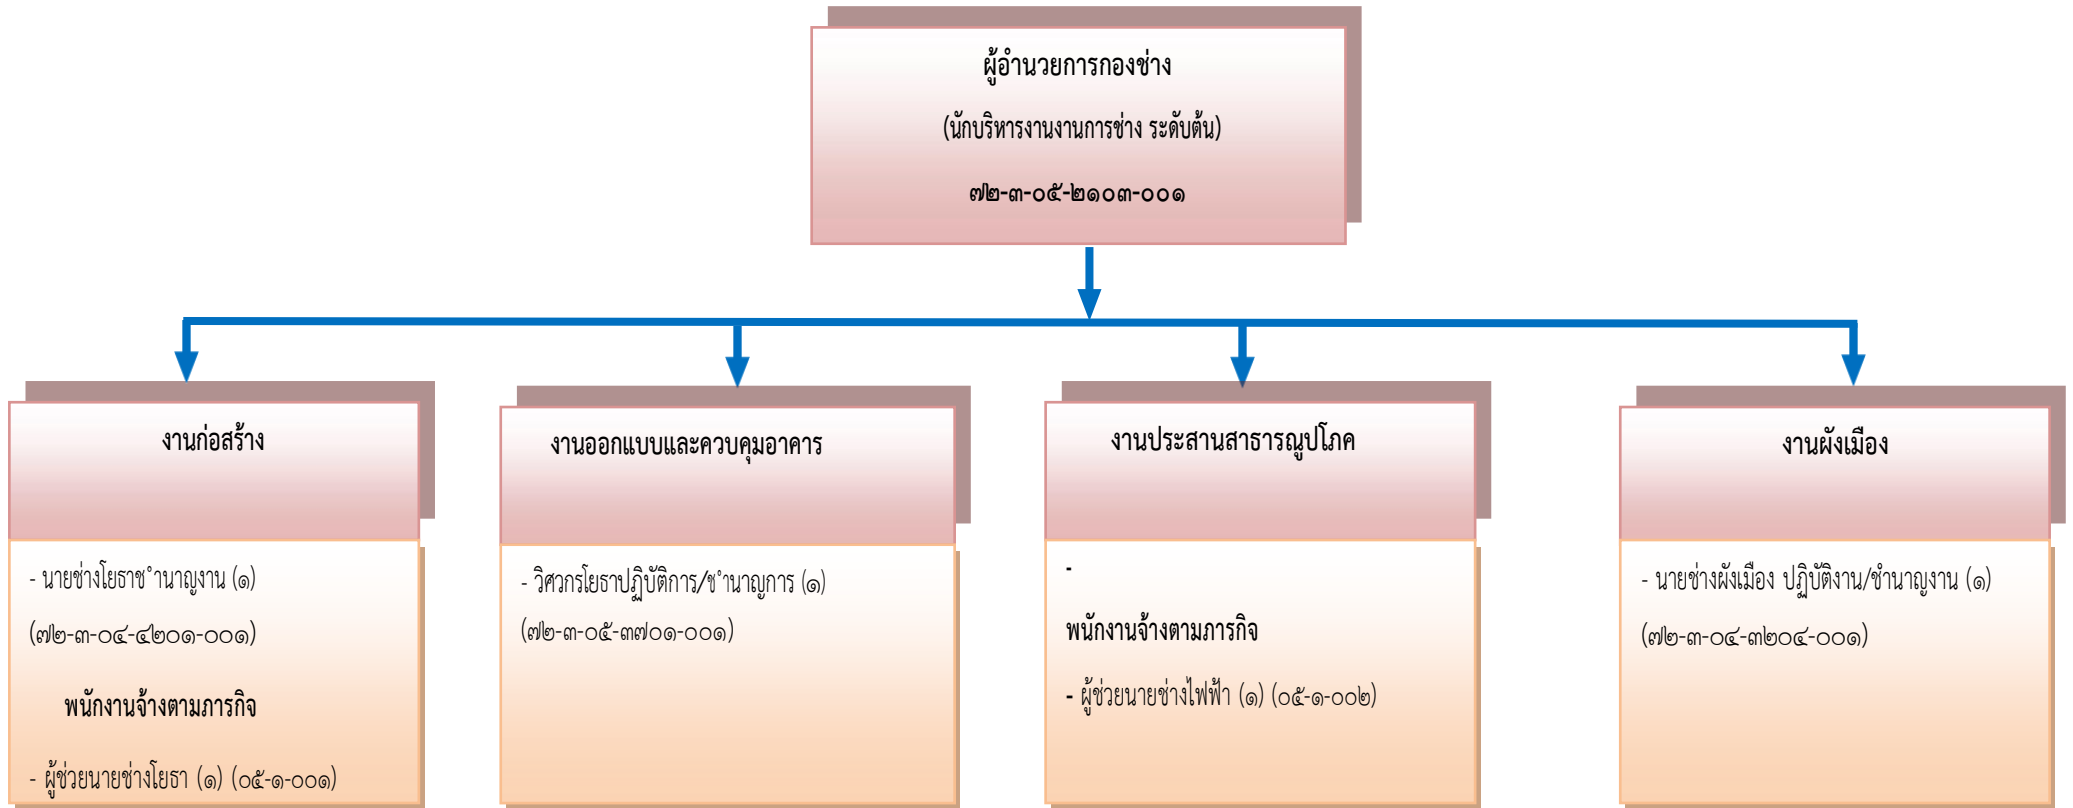 ผู้อำนวยการกองช่าง
(นักบริหารงานงานการช่าง ระดับต้น)
๗๒-๓-๐๕-๒๑๐๓-๐๐๑
งานก่อสร้าง
- นายช่างโยธาชำนาญงาน (๑)
(๗๒-๓-๐๔-๔๒๐๑-๐๐๑)
พนักงานจ้างตามภารกิจ
- ผู้ช่วยนายช่างโยธา (๑) (๐๕-๑-๐๐๑)
งานออกแบบและควบคุมอาคาร
- วิศวกรโยธาปฏิบัติการ/ชำนาญการ (๑)
(๗๒-๓-๐๕-๓๗๐๑-๐๐๑)
งานประสานสาธารณูปโภค
-
พนักงานจ้างตามภารกิจ
- ผู้ช่วยนายช่างไฟฟ้า (๑) (๐๕-๑-๐๐๒)
งานผังเมือง
- นายช่างผังเมือง ปฏิบัติงาน/ชำนาญงาน (๑)
(๗๒-๓-๐๔-๓๒๐๔-๐๐๑)